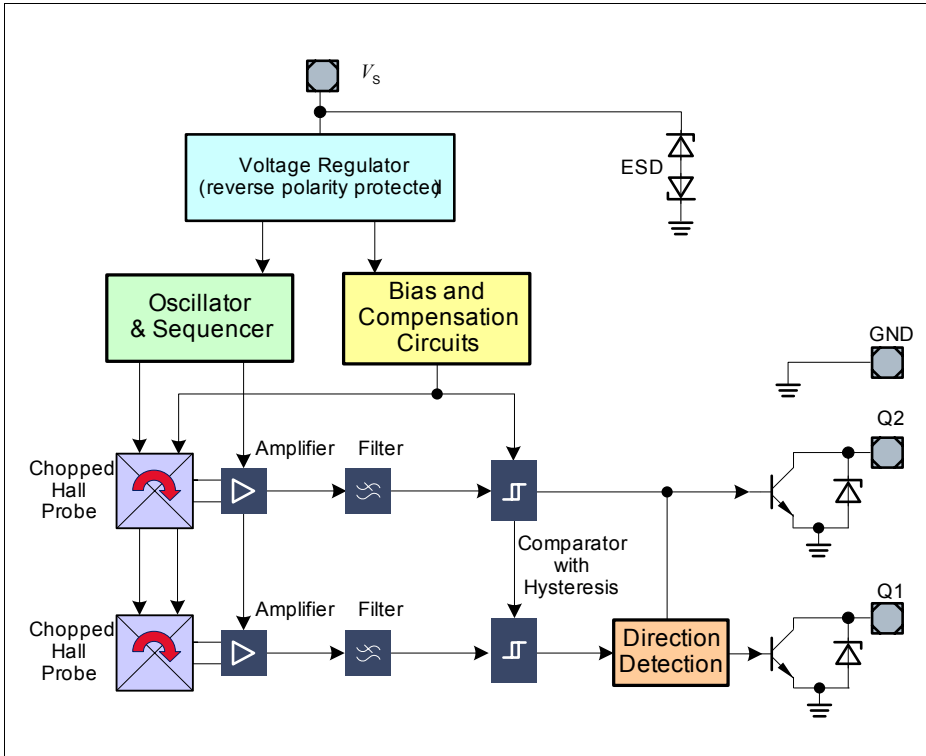 VS
Voltage Regulator
(reverse polarity protected)
ESD
Oscillator
& Sequencer
Bias and
Compensation
Circuits
GND
Q2
Amplifier
Filter
Chopped
Hall
Probe
Comparator
with
Hysteresis
Q1
Amplifier
Filter
Chopped
Hall
Probe
Direction
Detection